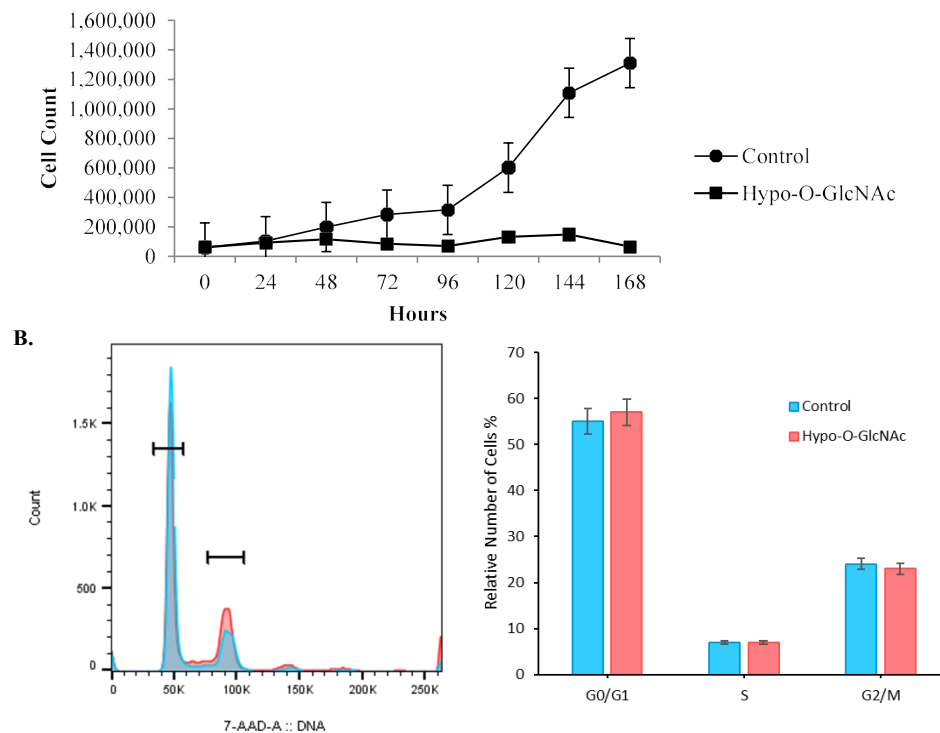 1,600,000
1,400,000
1,200,000
1,000,000
800,000
600,000
400,000
200,000
0
Cell Count
0 24 48 72 96 120 144 168
Hours
Control
Hypo-O-GlcNAc
B.
1.5K
1.0K
500
0
Count
0 50K 100K 150K 200K 250K
7-AAD-A :: DNA
70
60
50
40
30
20
10
0
Relative Number of Cells %
G0/G1 S G2/M
Control
Hypo-O-GlcNAc